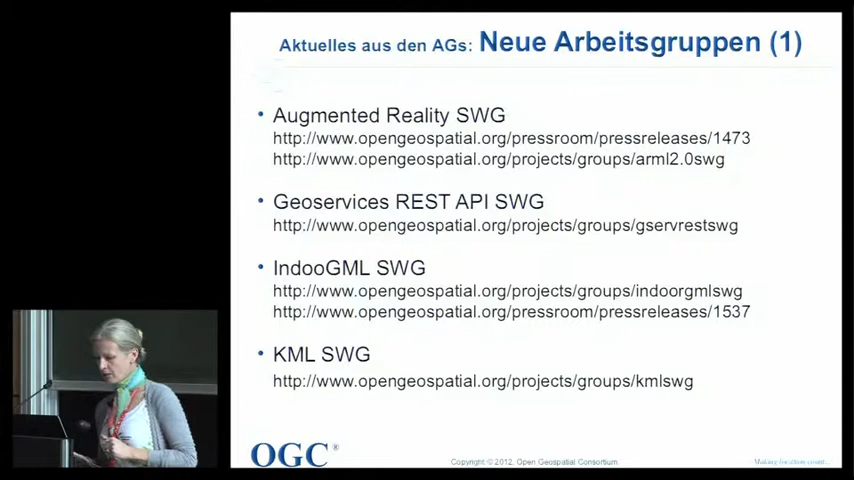 Aktuelles aus den AGs: Neue Arbeitsgruppen (1)
• Augmented Reality SWG
http://www.opengeospatial.org/pressroom/pressreleases/1473
http://www.opengeospatial.org/projects/groups/arml2.0swg
• Geoservices REST API SWG
http://www.opengeospatial.org/projects/groups/gservrestswg
• IndooGML SWG
http://www.opengeospatial.org/projects/groups/indoorgmlswg
http://www.opengeospatial.org/pressroom/pressreleases/1537
• KML SWG
http://www.opengeospatial.org/projects/groups/kmlswg
OGC®
Copyright © 2012, Open Geospatial Consortium
Making location count...